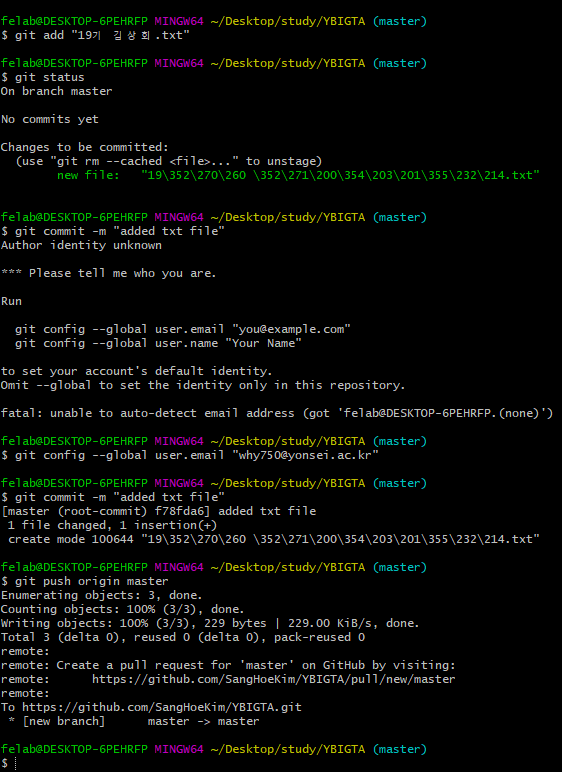 felab@DESKTOP-6PEHRFP MINGW64 ~/Desktop/study/YBIGTA (master)
$ git add "19기 김상회.txt"
felab@DESKTOP-6PEHRFP MINGW64 ~/Desktop/study/YBIGTA (master)
$ git status
On branch master
No commits yet
Changes to be committed:
  (use "git rm --cached <file>..." to unstage)
        new file:   "19\352\270\260 \352\271\200\354\203\201\355\232\214.txt"
felab@DESKTOP-6PEHRFP MINGW64 ~/Desktop/study/YBIGTA (master)
$ git commit -m "added txt file"
Author identity unknown
*** Please tell me who you are.
Run
  git config --global user.email "you@example.com"
  git config --global user.name "Your Name"
to set your account's default identity.
Omit --global to set the identity only in this repository.
fatal: unable to auto-detect email address (got 'felab@DESKTOP-6PEHRFP.(none)')
felab@DESKTOP-6PEHRFP MINGW64 ~/Desktop/study/YBIGTA (master)
$ git config --global user.email "why750@yonsei.ac.kr"
felab@DESKTOP-6PEHRFP MINGW64 ~/Desktop/study/YBIGTA (master)
$ git commit -m "added txt file"
[master (root-commit) f78fda6] added txt file
 1 file changed, 1 insertion(+)
 create mode 100644 "19\352\270\260 \352\271\200\354\203\201\355\232\214.txt"
felab@DESKTOP-6PEHRFP MINGW64 ~/Desktop/study/YBIGTA (master)
$ git push origin master
Enumerating objects: 3, done.
Counting objects: 100% (3/3), done.
Writing objects: 100% (3/3), 229 bytes | 229.00 KiB/s, done.
Total 3 (delta 0), reused 0 (delta 0), pack-reused 0
remote:
remote: Create a pull request for 'master' on GitHub by visiting:
remote:      https://github.com/SangHoeKim/YBIGTA/pull/new/master
remote:
To https://github.com/SangHoeKim/YBIGTA.git
 * [new branch]      master -> master
felab@DESKTOP-6PEHRFP MINGW64 ~/Desktop/study/YBIGTA (master)
$